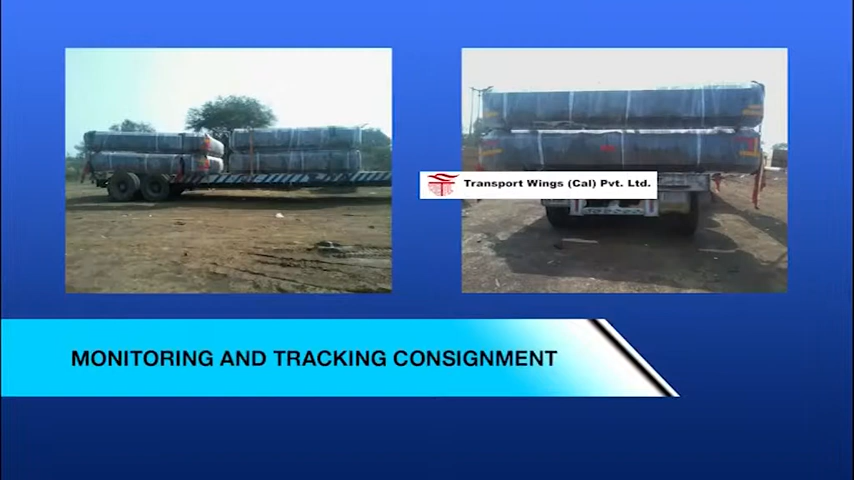 Transport Wings (Cal) Pvt. Ltd.
MONITORING AND TRACKING CONSIGNMENT